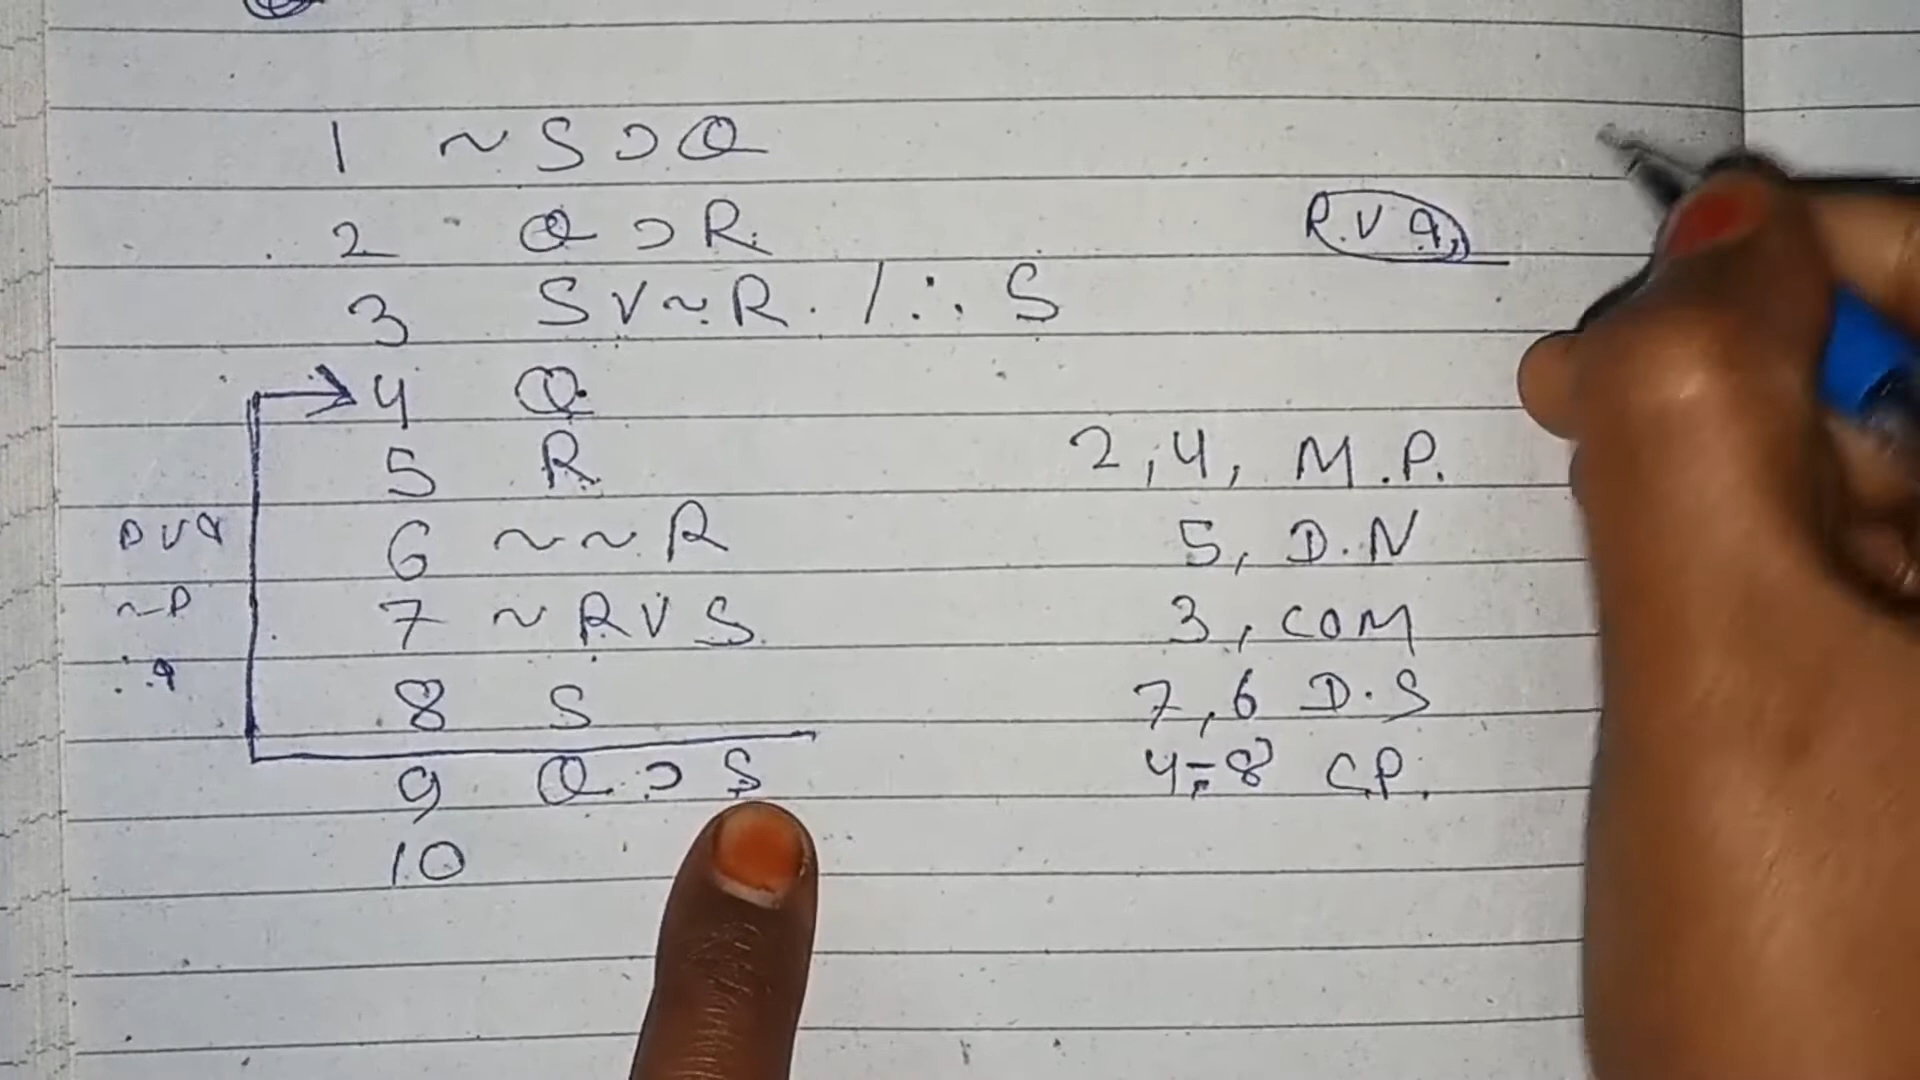 1 ~ S ⊃ Q
2 Q ⊃ R
R V q
3 S V ~ R . / ∴ S
4 Q
5 R 2, 4, M.P.
6 ~ ~ R 5, D.N
P V q
7 ~ R V S 3, COM
~ P
8 S 7, 6 D.S
∴ q
9 Q ⊃ S 4-8 C.P.
10